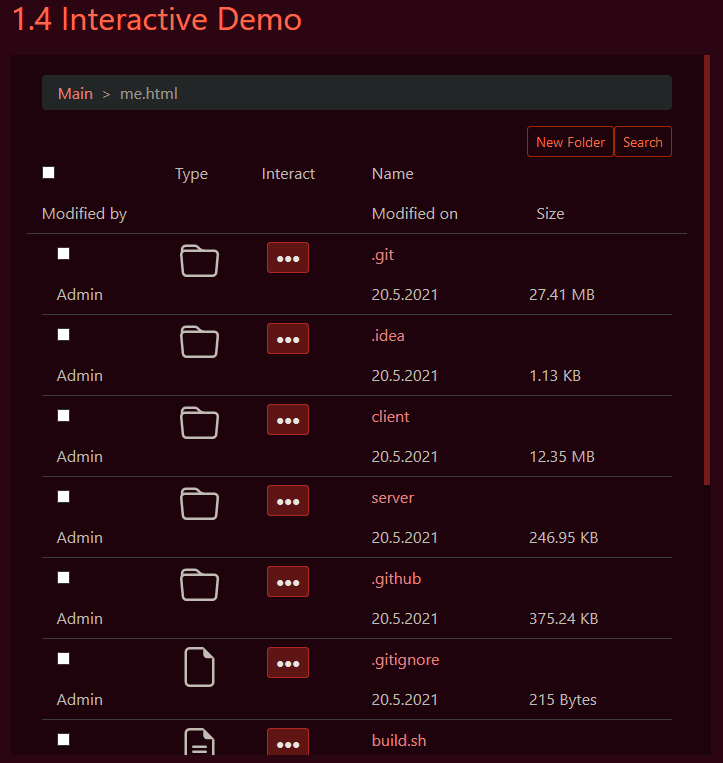 1.4 Interactive Demo
Main > me.html
New Folder Search
Type Interact Name
Modified by Modified on Size
.git
Admin 20.5.2021 27.41 MB
.idea
Admin 20.5.2021 1.13 KB
client
Admin 20.5.2021 12.35 MB
server
Admin 20.5.2021 246.95 KB
.github
Admin 20.5.2021 375.24 KB
.gitignore
Admin 20.5.2021 215 Bytes
build.sh